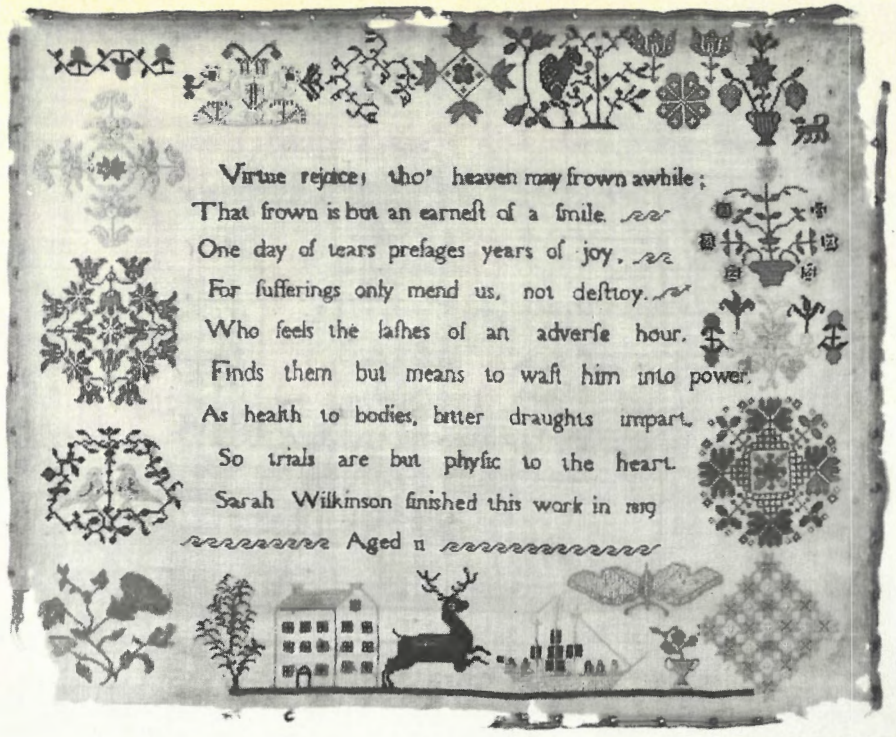 Virtue rejoice; tho' heaven may frown awhile;
That frown is but an earneſt of a ſmile.
One day of tears preſages years of joy,
For ſufferings only mend us, not deſtroy.
Who feels the laſhes of an adverſe hour.
Finds them but means to waft him into power.
As health to bodies, bitter draughts impart.
So trials are but phyſic to the heart.
Sarah Wilkinson finished this work in 1819
Aged 11